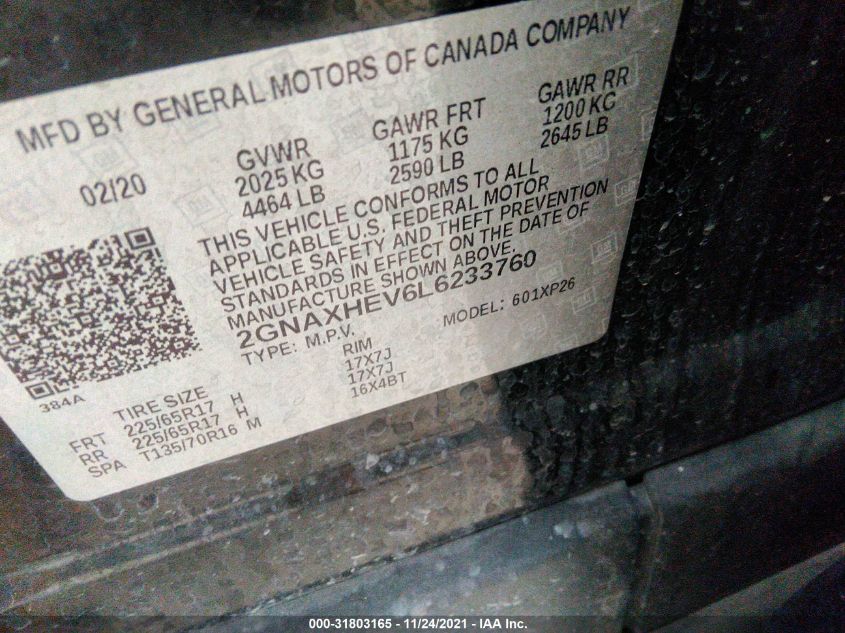 MFD BY GENERAL MOTORS OF CANADA COMPANY
02/20
GVWR
2025 KG
4464 LB
GAWR FRT
1175 KG
2590 LB
GAWR RR
1200 KG
2645 LB
THIS VEHICLE CONFORMS TO ALL
APPLICABLE U.S. FEDERAL MOTOR
VEHICLE SAFETY AND THEFT PREVENTION
STANDARDS IN EFFECT ON THE DATE OF
MANUFACTURE SHOWN ABOVE.
2GNAXHEV6L6233760
TYPE: M.P.V. MODEL: 601XP26
384A
TIRE SIZE RIM
FRT 225/65R17 H 17X7J
RR 225/65R17 H 17X7J
SPA T135/70R16 M 16X4BT
000-31803165 - 11/24/2021 - IAA Inc.